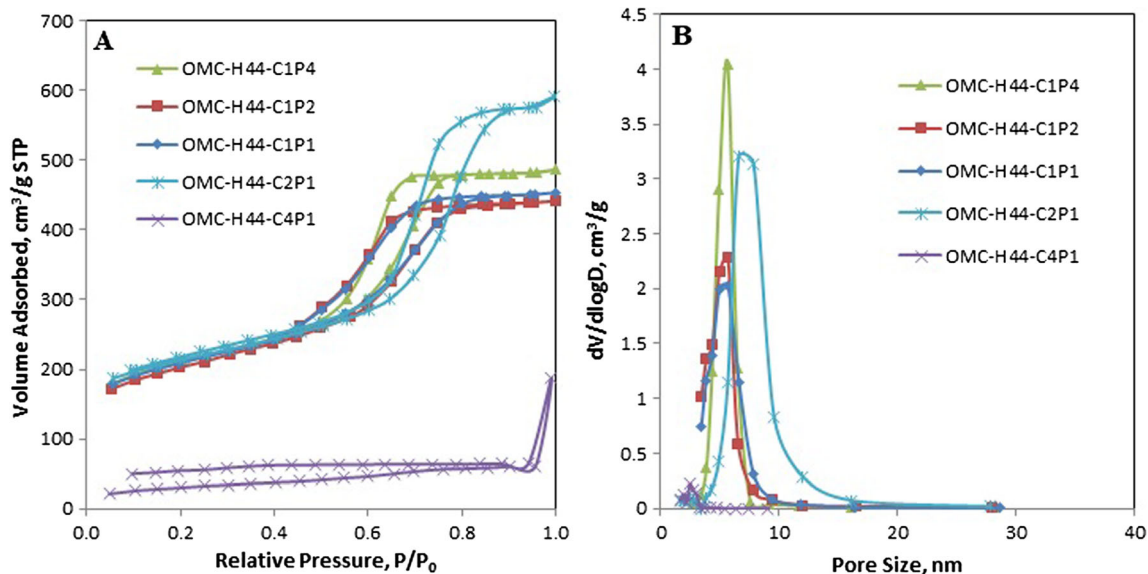 A
700
600
500
400
300
200
100
0
0.0 0.2 0.4 0.6 0.8 1.0
Volume Adsorbed, cm³/g STP
Relative Pressure, P/P₀
OMC-H44-C1P4
OMC-H44-C1P2
OMC-H44-C1P1
OMC-H44-C2P1
OMC-H44-C4P1
B
4.5
4
3.5
3
2.5
2
1.5
1
0.5
0
0 10 20 30 40
dV/dlogD, cm³/g
Pore Size, nm
OMC-H44-C1P4
OMC-H44-C1P2
OMC-H44-C1P1
OMC-H44-C2P1
OMC-H44-C4P1